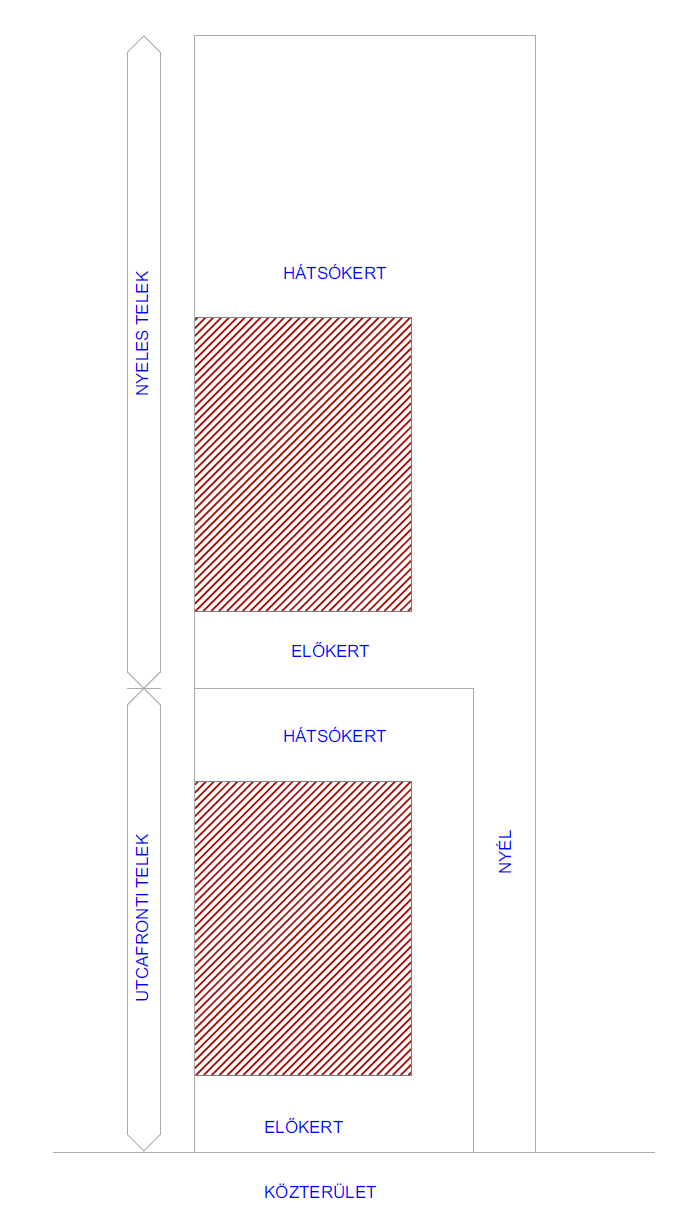 HÁTSÓKERT
NYELES TELEK
ELŐKERT
HÁTSÓKERT
NYÉL
UTCAFRONTI TELEK
ELŐKERT
KÖZTERÜLET